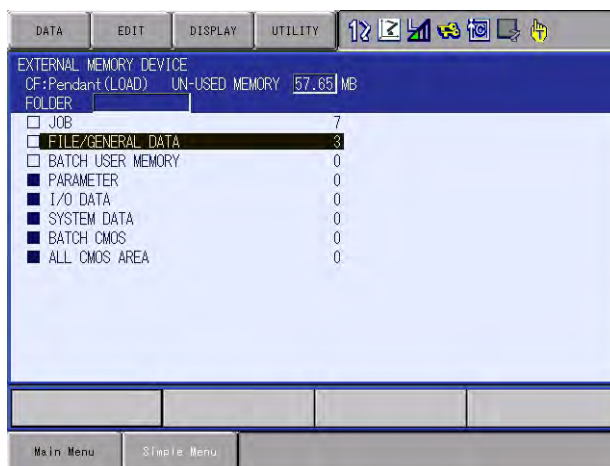 DATA EDIT DISPLAY UTILITY
EXTERNAL MEMORY DEVICE
CF:Pendant(LOAD) UN-USED MEMORY 57.65 MB
FOLDER
JOB 7
FILE/GENERAL DATA 3
BATCH USER MEMORY 0
PARAMETER 0
I/O DATA 0
SYSTEM DATA 0
BATCH CMOS 0
ALL CMOS AREA 0
Main Menu Simple Menu